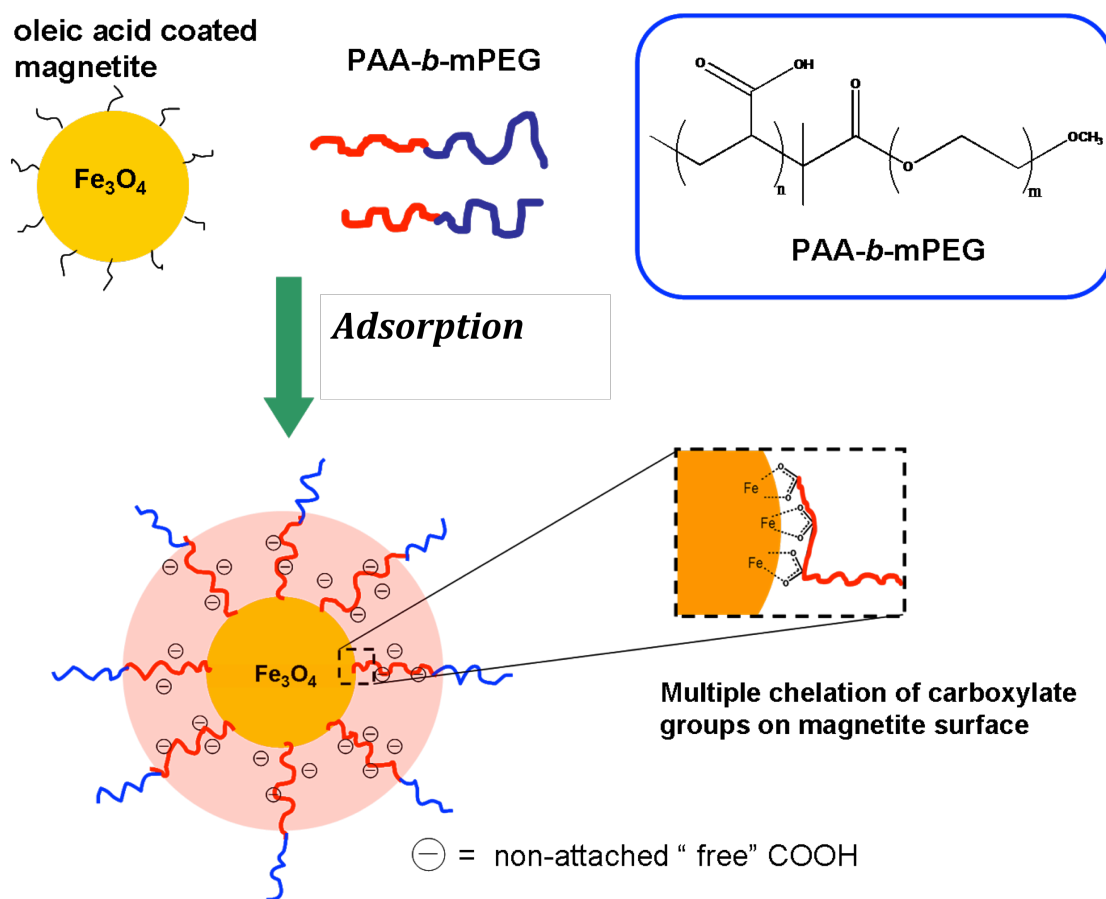 oleic acid coated
magnetite
Fe3O4
PAA-b-mPEG
O
OH
O
O
OCH3
n
m
PAA-b-mPEG
Adsorption
Fe3O4
O
Fe
O
O
Fe
O
O
Fe
O
Multiple chelation of carboxylate
groups on magnetite surface
= non-attached “ free” COOH